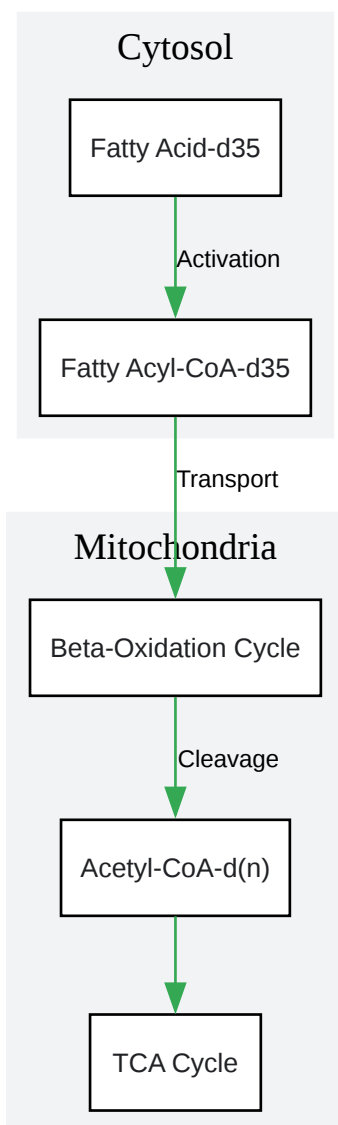 Cytosol
Fatty Acid-d35
Activation
Fatty Acyl-CoA-d35
Transport
Mitochondria
Beta-Oxidation Cycle
Cleavage
Acetyl-CoA-d(n)
TCA Cycle